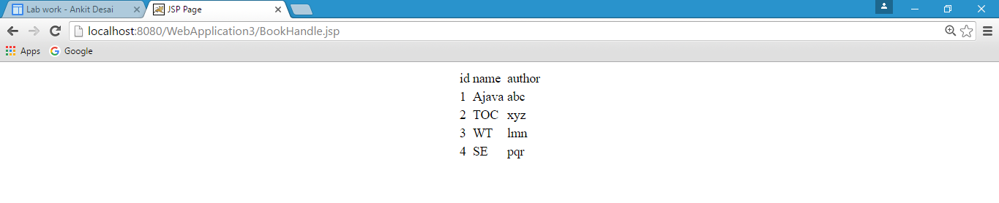 Lab work - Ankit Desai JSP Page
localhost:8080/WebApplication3/BookHandle.jsp
Apps Google
id name author
1 Ajava abc
2 TOC xyz
3 WT lmn
4 SE pqr